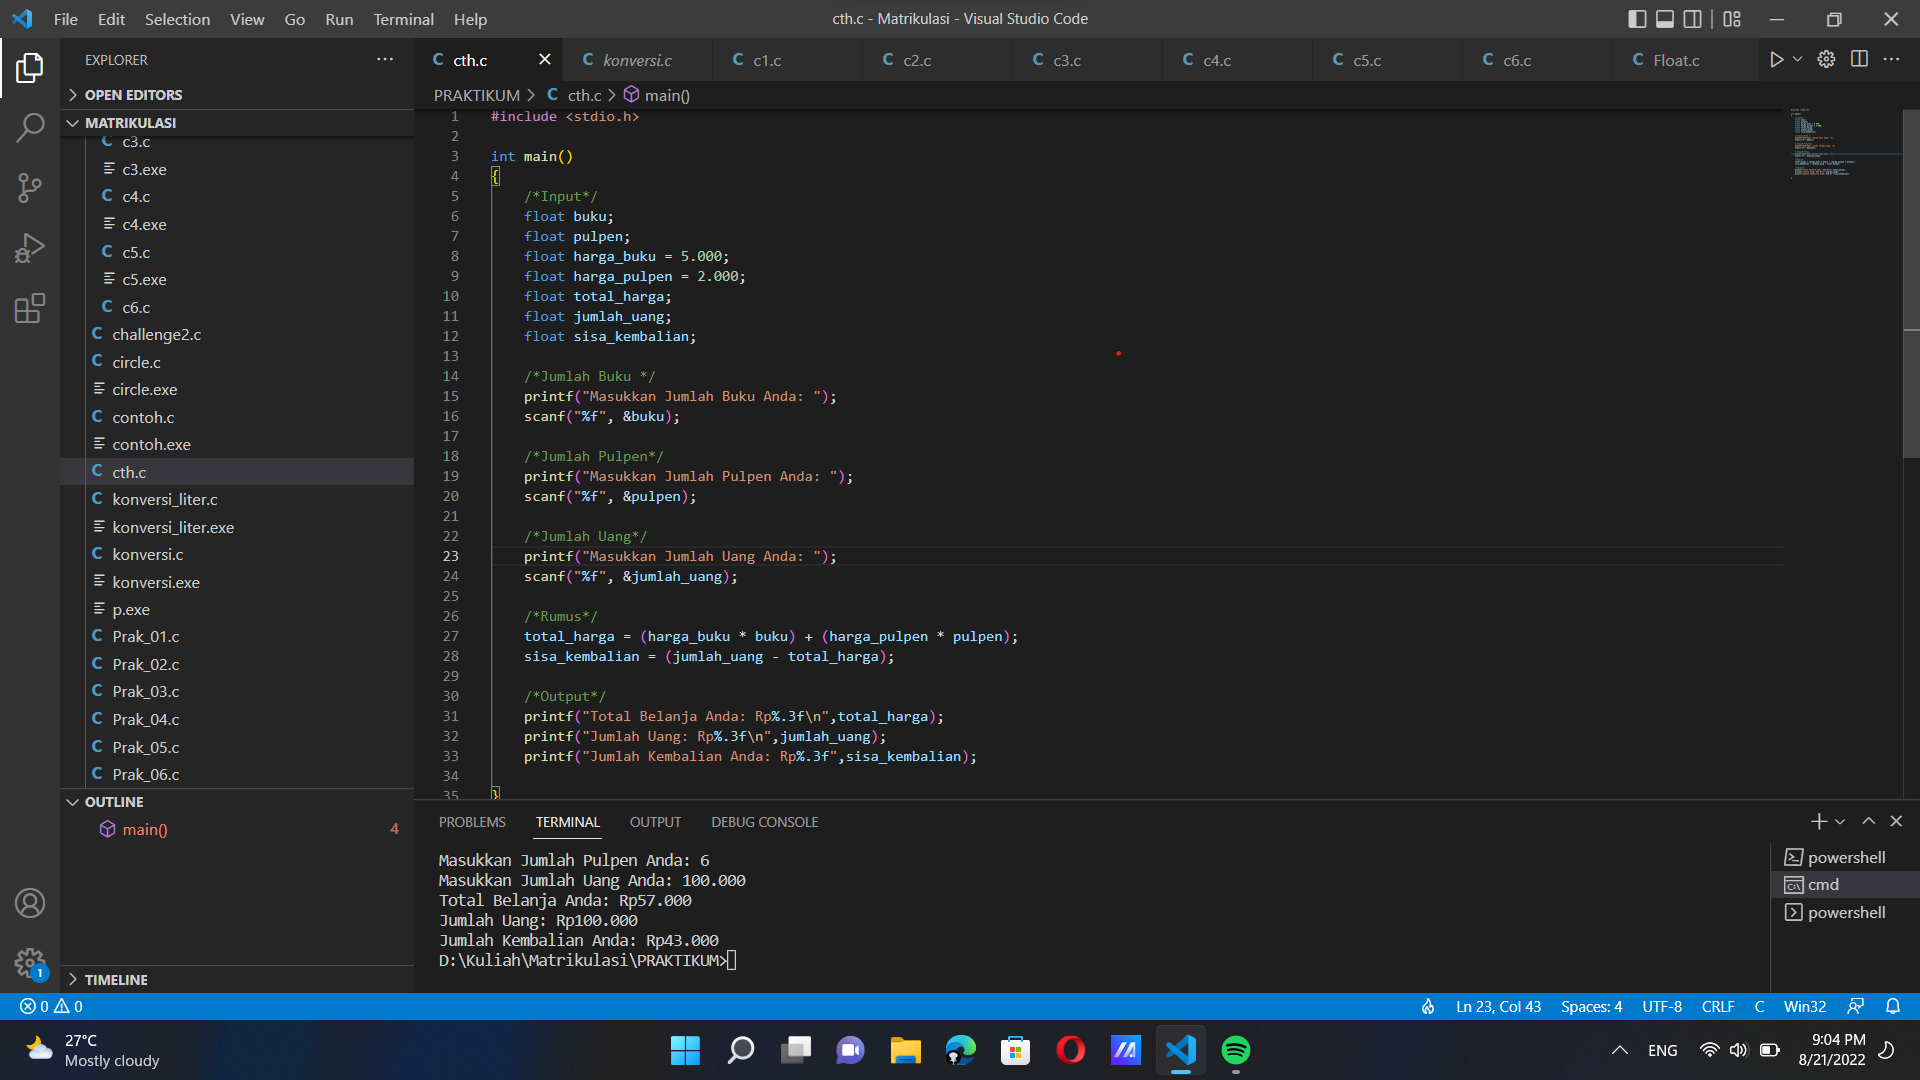 File Edit Selection View Go Run Terminal Help
cth.c - Matrikulasi - Visual Studio Code
EXPLORER
OPEN EDITORS
MATRIKULASI
c3.c
c3.exe
c4.c
c4.exe
c5.c
c5.exe
c6.c
challenge2.c
circle.c
circle.exe
contoh.c
contoh.exe
cth.c
konversi_liter.c
konversi_liter.exe
konversi.c
konversi.exe
p.exe
Prak_01.c
Prak_02.c
Prak_03.c
Prak_04.c
Prak_05.c
Prak_06.c
OUTLINE
main() 4
TIMELINE
C cth.c C konversi.c C c1.c C c2.c C c3.c C c4.c C c5.c C c6.c C Float.c
PRAKTIKUM > C cth.c > main()
1 #include <stdio.h>
2
3 int main()
4 {
5 /*Input*/
6 float buku;
7 float pulpen;
8 float harga_buku = 5.000;
9 float harga_pulpen = 2.000;
10 float total_harga;
11 float jumlah_uang;
12 float sisa_kembalian;
13
14 /*Jumlah Buku */
15 printf("Masukkan Jumlah Buku Anda: ");
16 scanf("%f", &buku);
17
18 /*Jumlah Pulpen*/
19 printf("Masukkan Jumlah Pulpen Anda: ");
20 scanf("%f", &pulpen);
21
22 /*Jumlah Uang*/
23 printf("Masukkan Jumlah Uang Anda: ");
24 scanf("%f", &jumlah_uang);
25
26 /*Rumus*/
27 total_harga = (harga_buku * buku) + (harga_pulpen * pulpen);
28 sisa_kembalian = (jumlah_uang - total_harga);
29
30 /*Output*/
31 printf("Total Belanja Anda: Rp%.3f\n",total_harga);
32 printf("Jumlah Uang: Rp%.3f\n",jumlah_uang);
33 printf("Jumlah Kembalian Anda: Rp%.3f",sisa_kembalian);
34
35 }
PROBLEMS TERMINAL OUTPUT DEBUG CONSOLE
Masukkan Jumlah Pulpen Anda: 6
Masukkan Jumlah Uang Anda: 100.000
Total Belanja Anda: Rp57.000
Jumlah Uang: Rp100.000
Jumlah Kembalian Anda: Rp43.000
D:\Kuliah\Matrikulasi\PRAKTIKUM>
powershell
cmd
powershell
1
0 0
Ln 23, Col 43 Spaces: 4 UTF-8 CRLF C Win32
27°C
Mostly cloudy
ENG
9:04 PM
8/21/2022